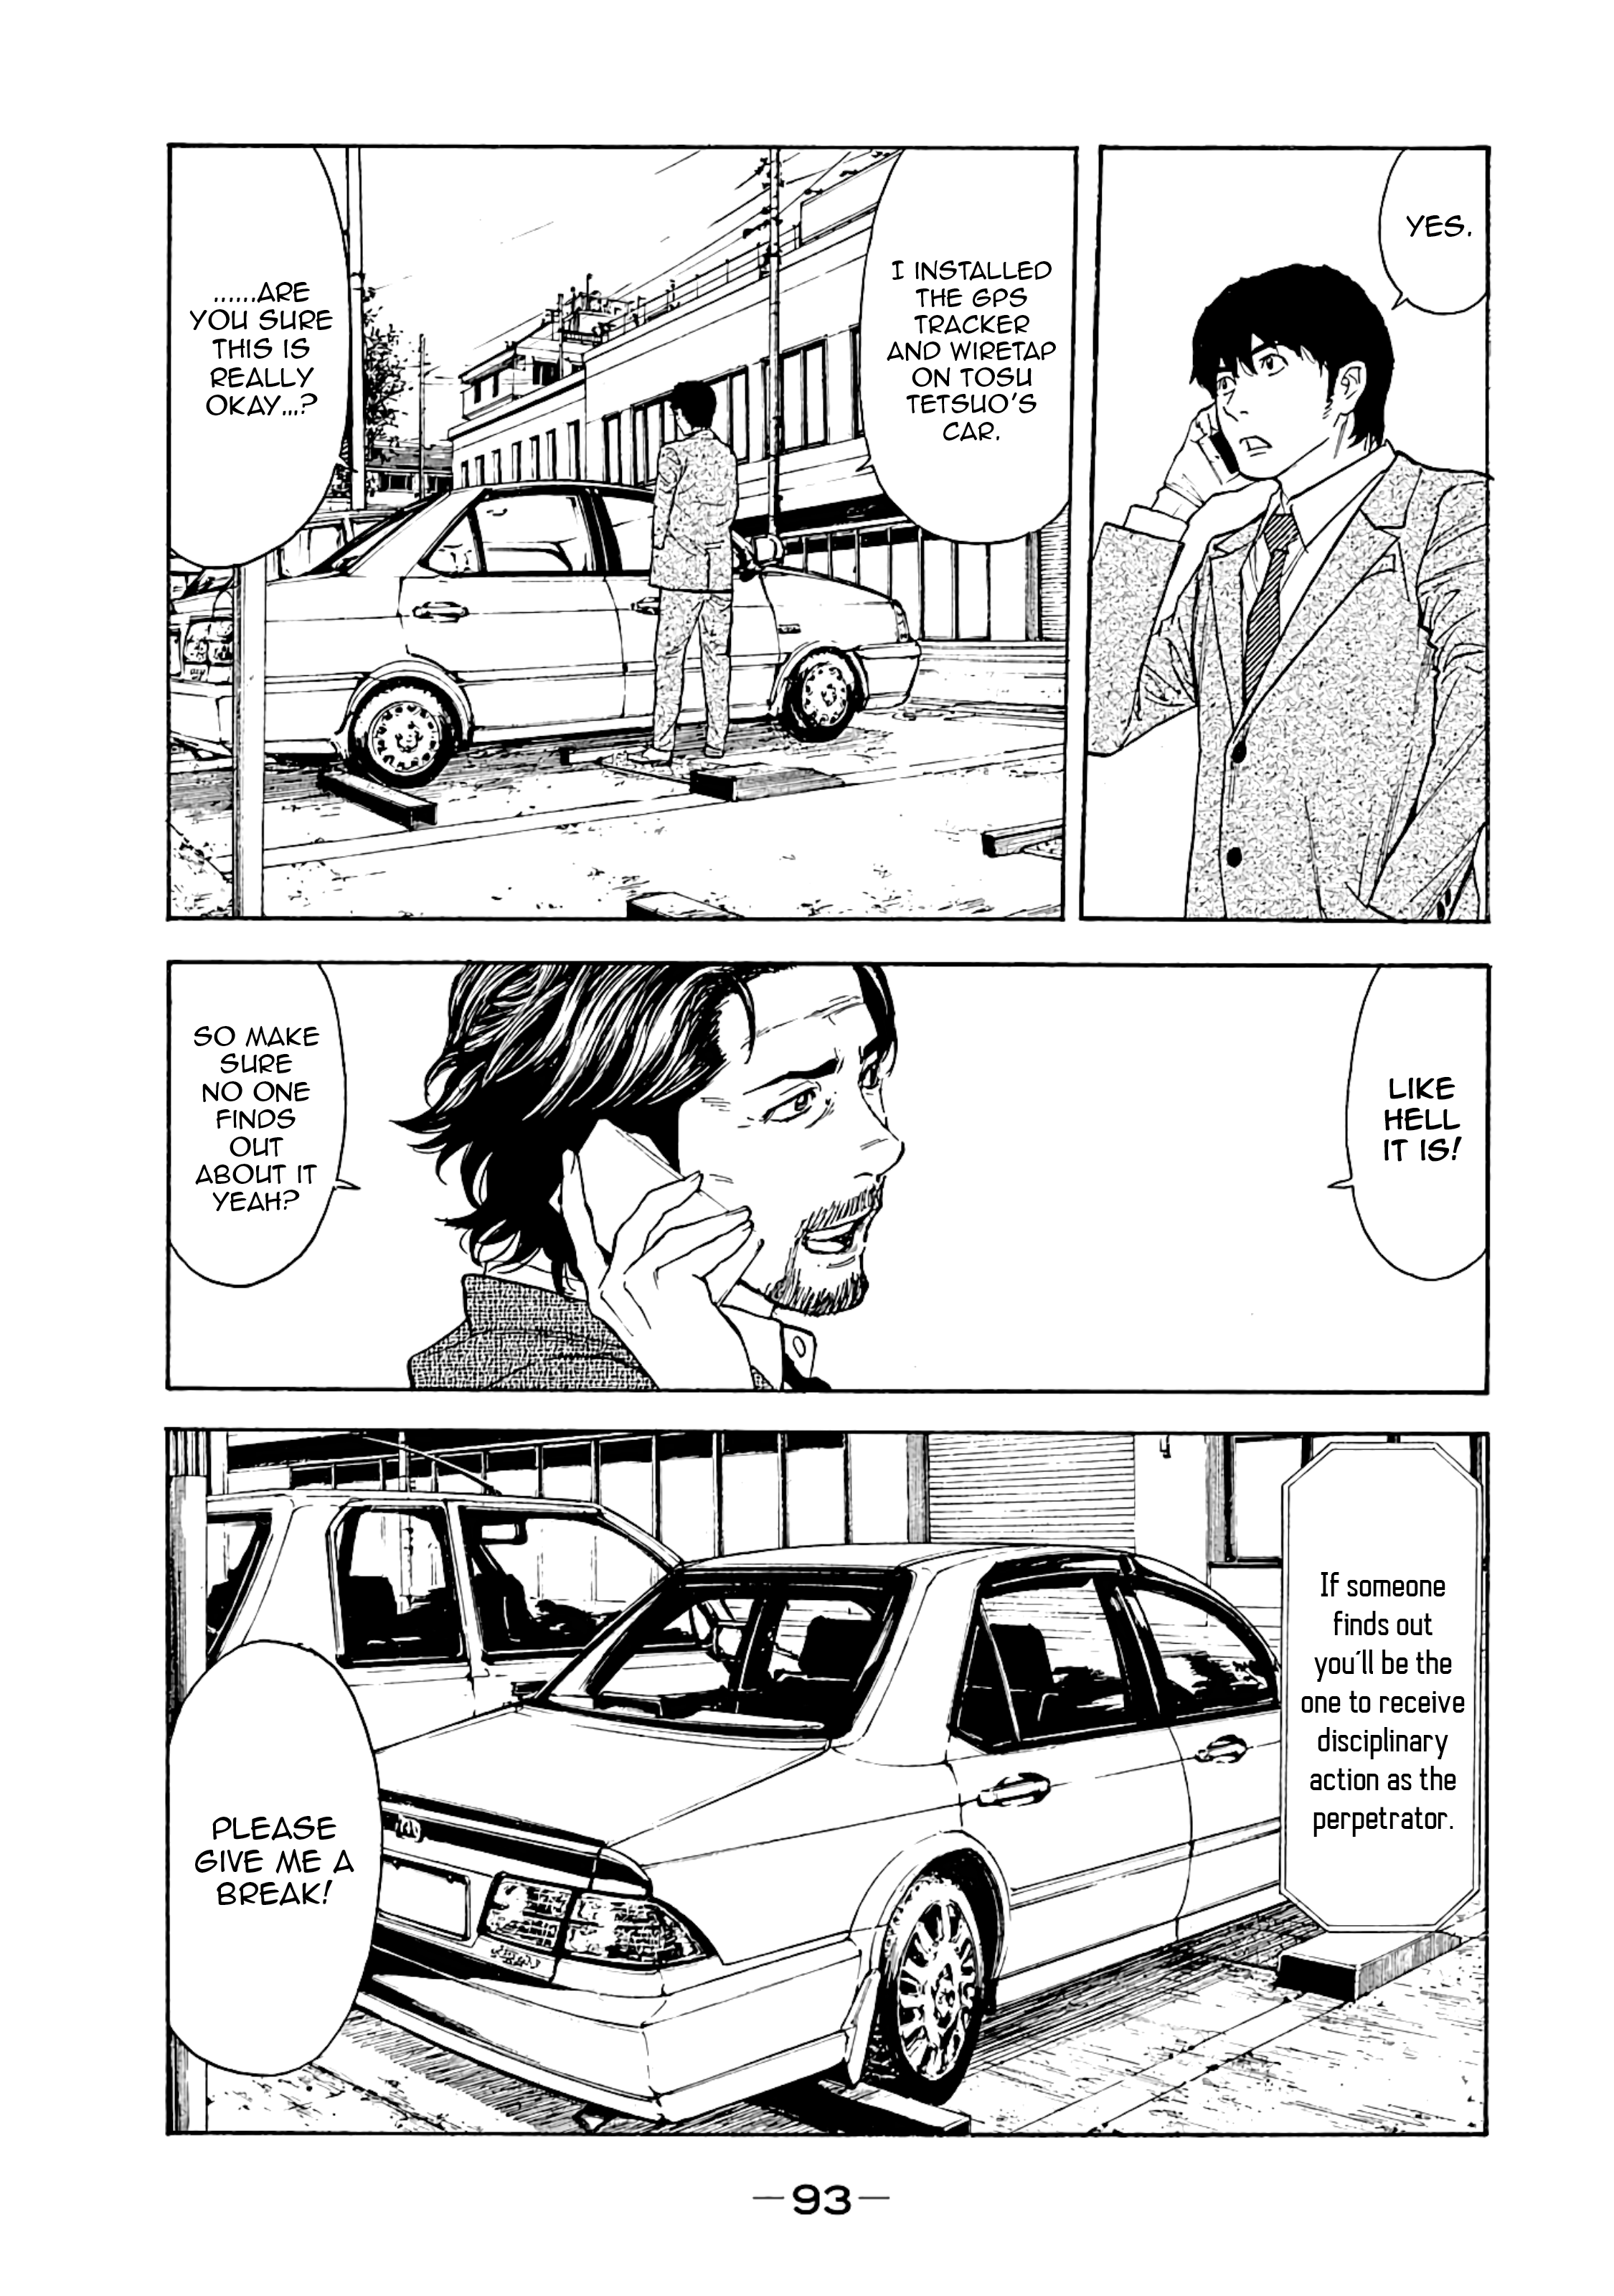 YES.
I INSTALLED
THE GPS
TRACKER
AND WIRETAP
ON TOSU
TETSUO'S
CAR.
......ARE
YOU SURE
THIS IS
REALLY
OKAY...?
LIKE
HELL
IT IS!
SO MAKE
SURE
NO ONE
FINDS
OUT
ABOUT IT
YEAH?
If someone
finds out
you'll be the
one to receive
disciplinary
action as the
perpetrator.
PLEASE
GIVE ME A
BREAK!
—93—